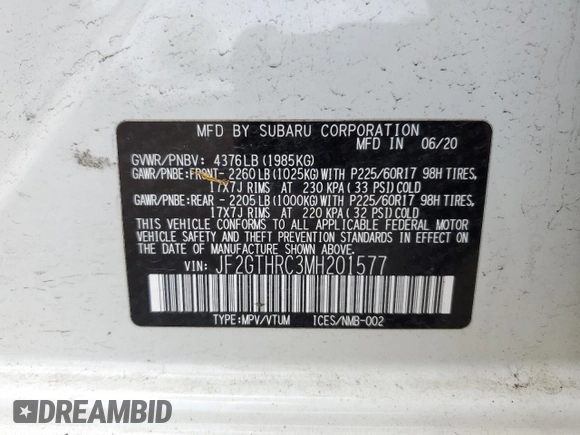 MFD BY SUBARU CORPORATION
MFD IN 06/20
GVWR/PNBV: 4376LB(1985KG)
GAWR/PNBE:FRONT-2260LB(1025KG)WITH P225/60R17 98H TIRES,
17X7J RIMS AT 230 KPA(33 PSI)COLD
GAWR/PNBE:REAR -2205LB(1000KG)WITH P225/60R17 98H TIRES,
17X7J RIMS AT 220 KPA(32 PSI)COLD
THIS VEHICLE CONFORMS TO ALL APPLICABLE FEDERAL MOTOR
VEHICLE SAFETY STANDARDS IN EFFECT ON THE DATE OF
MANUFACTURE SHOWN ABOVE.
VIN: JF2GTHRC3MH201577
TYPE:MPV/VTUM ICES/NMB-002
DREAMBID